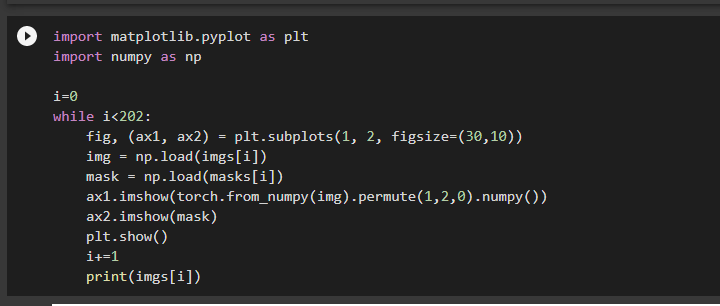 import matplotlib.pyplot as plt
import numpy as np

i=0
while i<202:
    fig, (ax1, ax2) = plt.subplots(1, 2, figsize=(30,10))
    img = np.load(imgs[i])
    mask = np.load(masks[i])
    ax1.imshow(torch.from_numpy(img).permute(1,2,0).numpy())
    ax2.imshow(mask)
    plt.show()
    i+=1
    print(imgs[i])